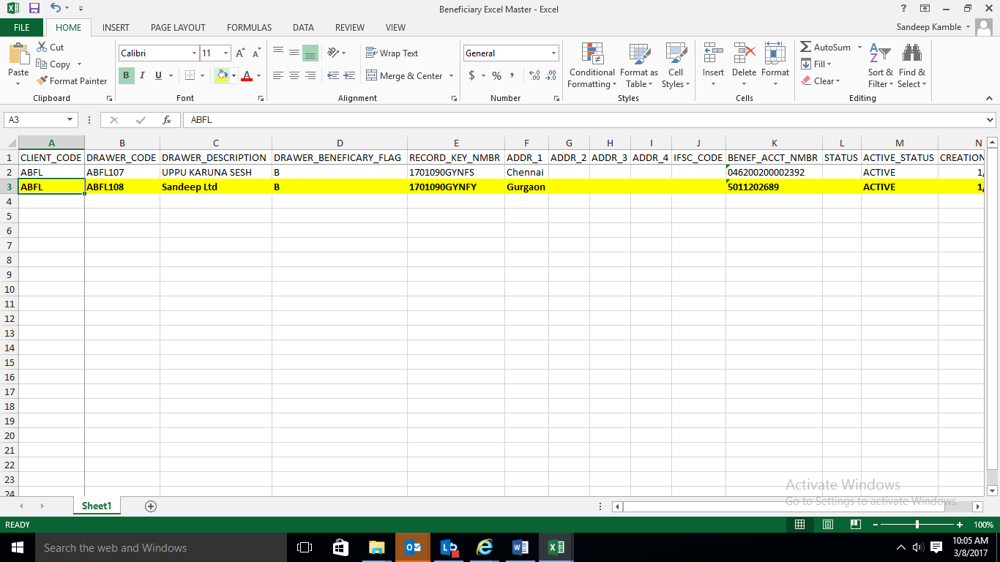 Beneficiary Excel Master - Excel
FILE HOME INSERT PAGE LAYOUT FORMULAS DATA REVIEW VIEW Sandeep Kamble
Paste
Cut
Copy
Format Painter
Clipboard
Calibri 11
B I U
Font
Wrap Text
Merge & Center
Alignment
General
$ % ,
Number
Conditional Formatting
Format as Table
Cell Styles
Styles
Insert Delete Format
Cells
AutoSum
Fill
Clear
Sort & Filter
Find & Select
Editing
A3 fx ABFL
A B C D E F G H I J K L M N
1 CLIENT_CODE DRAWER_CODE DRAWER_DESCRIPTION DRAWER_BENEFICARY_FLAG RECORD_KEY_NMBR ADDR_1 ADDR_2 ADDR_3 ADDR_4 IFSC_CODE BENEF_ACCT_NMBR STATUS ACTIVE_STATUS CREATION
2 ABFL ABFL107 UPPU KARUNA SESH B 1701090GYNFS Chennai 046200200002392 ACTIVE 1/
3 ABFL ABFL108 Sandeep Ltd B 1701090GYNFY Gurgaon 5011202689 ACTIVE 1/
4
5
6
7
8
9
10
11
12
13
14
15
16
17
18
19
20
21
22
23
24
Activate Windows
Go to Settings to activate Windows.
Sheet1
READY 100%
Search the web and Windows
10:05 AM
3/8/2017